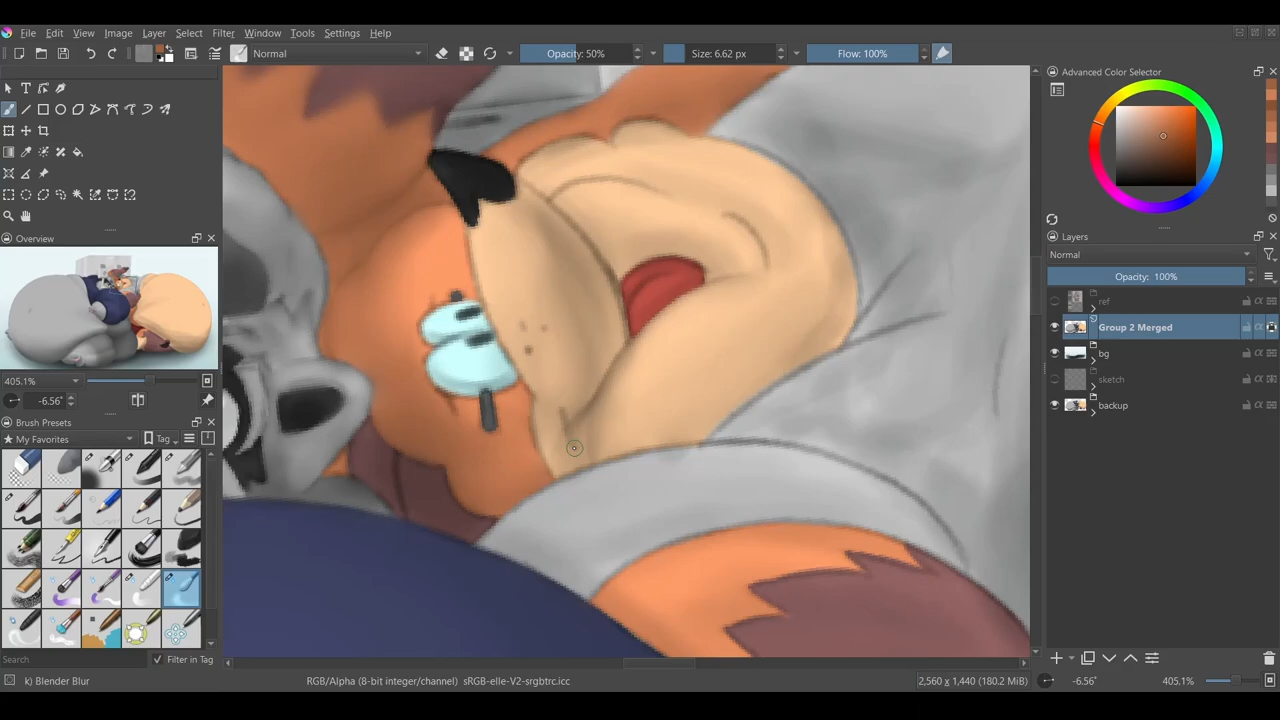 File Edit View Image Layer Select Filter Window Tools Settings Help
Normal Opacity: 50% Size: 6.62 px Flow: 100%
Advanced Color Selector
Overview
405.1%
-6.56°
Brush Presets
My Favorites Tag
Search Filter in Tag
Layers
Normal
Opacity: 100%
ref
Group 2 Merged
bg
sketch
backup
k) Blender Blur RGB/Alpha (8-bit integer/channel) sRGB-elle-V2-srgbtrc.icc 2,560 x 1,440 (180.2 MiB) -6.56° 405.1%